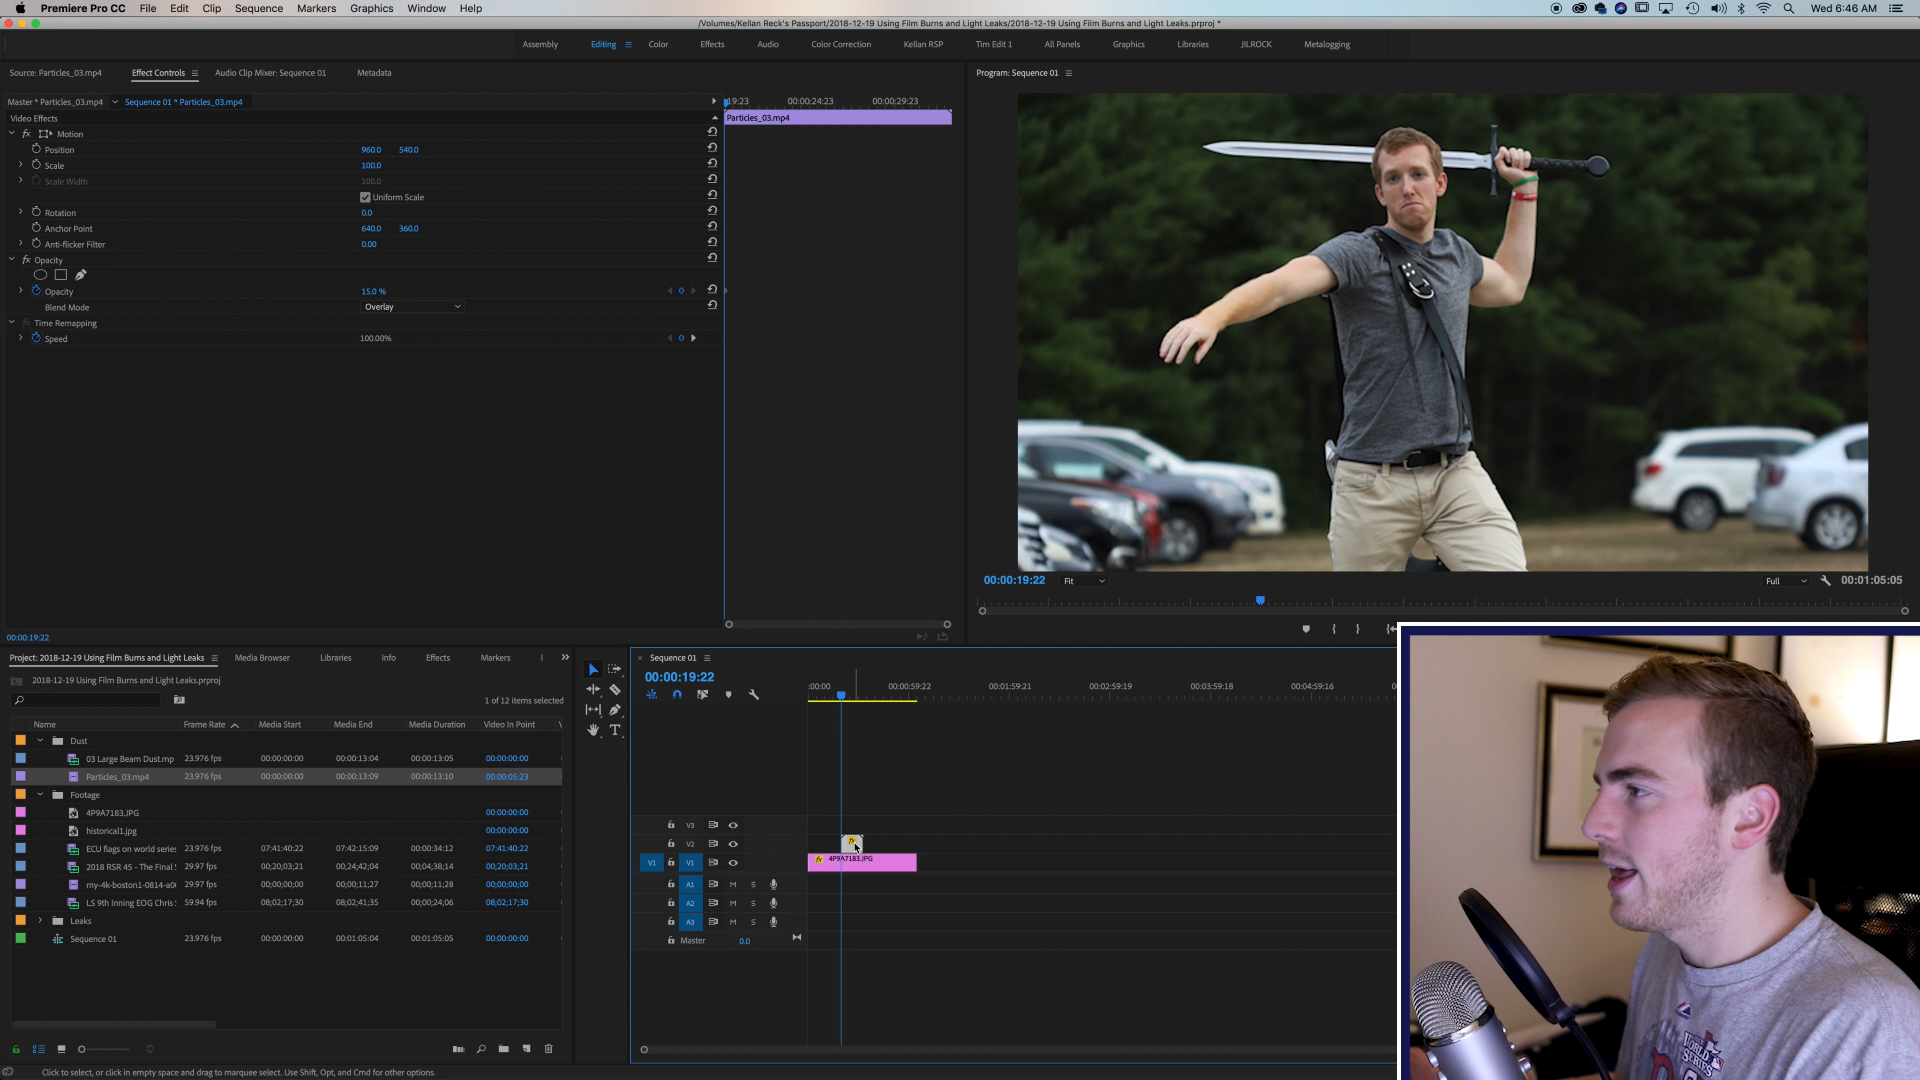 Premiere Pro CC File Edit Clip Sequence Markers Graphics Window Help Wed 6:46 AM
/Volumes/Kellan Reck's Passport/2018-12-19 Using Film Burns and Light Leaks/2018-12-19 Using Film Burns and Light Leaks.prproj *
Assembly Editing Color Effects Audio Color Correction Kellan RSP Tim Edit 1 All Panels Graphics Libraries JILROCK Metalogging
Source: Particles_03.mp4 Effect Controls Audio Clip Mixer: Sequence 01 Metadata
Program: Sequence 01
Master * Particles_03.mp4 Sequence 01 * Particles_03.mp4
19:23 00:00:24:23 00:00:29:23
Video Effects
Particles_03.mp4
fx Motion
Position 960.0 540.0
Scale 100.0
Scale Width 100.0
Uniform Scale
Rotation 0.0
Anchor Point 640.0 360.0
Anti-flicker Filter 0.00
fx Opacity
Opacity 15.0 %
Blend Mode Overlay
Time Remapping
Speed 100.00%
00:00:19:22 Fit Full 00:01:05:05
00:00:19:22
Project: 2018-12-19 Using Film Burns and Light Leaks Media Browser Libraries Info Effects Markers
2018-12-19 Using Film Burns and Light Leaks.prproj
1 of 12 items selected
Name Frame Rate Media Start Media End Media Duration Video In Point
Dust
03 Large Beam Dust.mp 23.976 fps 00:00:00:00 00:00:13:04 00:00:13:05 00:00:00:00
Particles_03.mp4 23.976 fps 00:00:00:00 00:00:13:09 00:00:13:10 00:00:05:23
Footage
4P9A7183.JPG 00:00:00:00
historical1.jpg 00:00:00:00
ECU flags on world series 23.976 fps 07:41:40:22 07:42:15:09 00:00:34:12 07:41:40:22
2018 RSR 45 - The Final 29.97 fps 00;20;03;21 00;24;42;04 00;04;38;14 00;20;03;21
rny-4k-boston1-0814-a0 29.97 fps 00;00;00;00 00;00;11;27 00;00;11;28 00;00;00;00
LS 9th Inning EOG Chris 59.94 fps 08;02;17;30 08;02;41;35 00;00;24;06 08;02;17;30
Leaks
Sequence 01 23.976 fps 00:00:00:00 00:01:05:04 00:01:05:05 00:00:00:00
Sequence 01
00:00:19:22
:00:00 00:00:59:22 00:01:59:21 00:02:59:19 00:03:59:18 00:04:59:16
V3
V2
V1 V1 fx 4P9A7183.JPG
A1 M S
A2 M S
A3 M S
Master 0.0
WORLD
SERIES
Click to select, or click in empty space and drag to marquee select. Use Shift, Opt, and Cmd for other options.